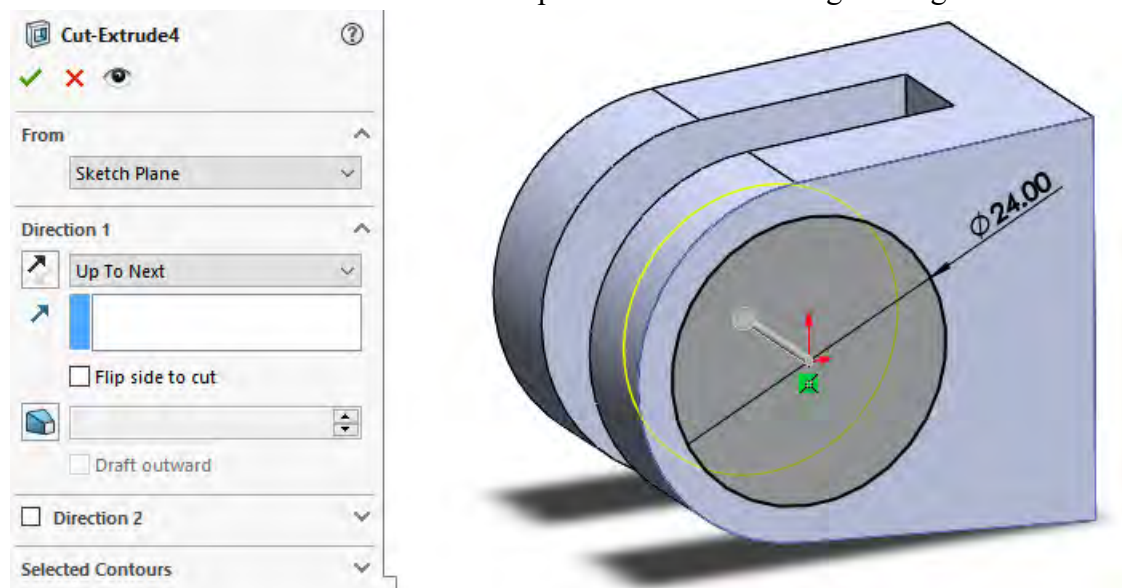 Cut-Extrude4
From
Sketch Plane
Direction 1
Up To Next
Flip side to cut
Draft outward
Direction 2
Selected Contours
Φ24.00